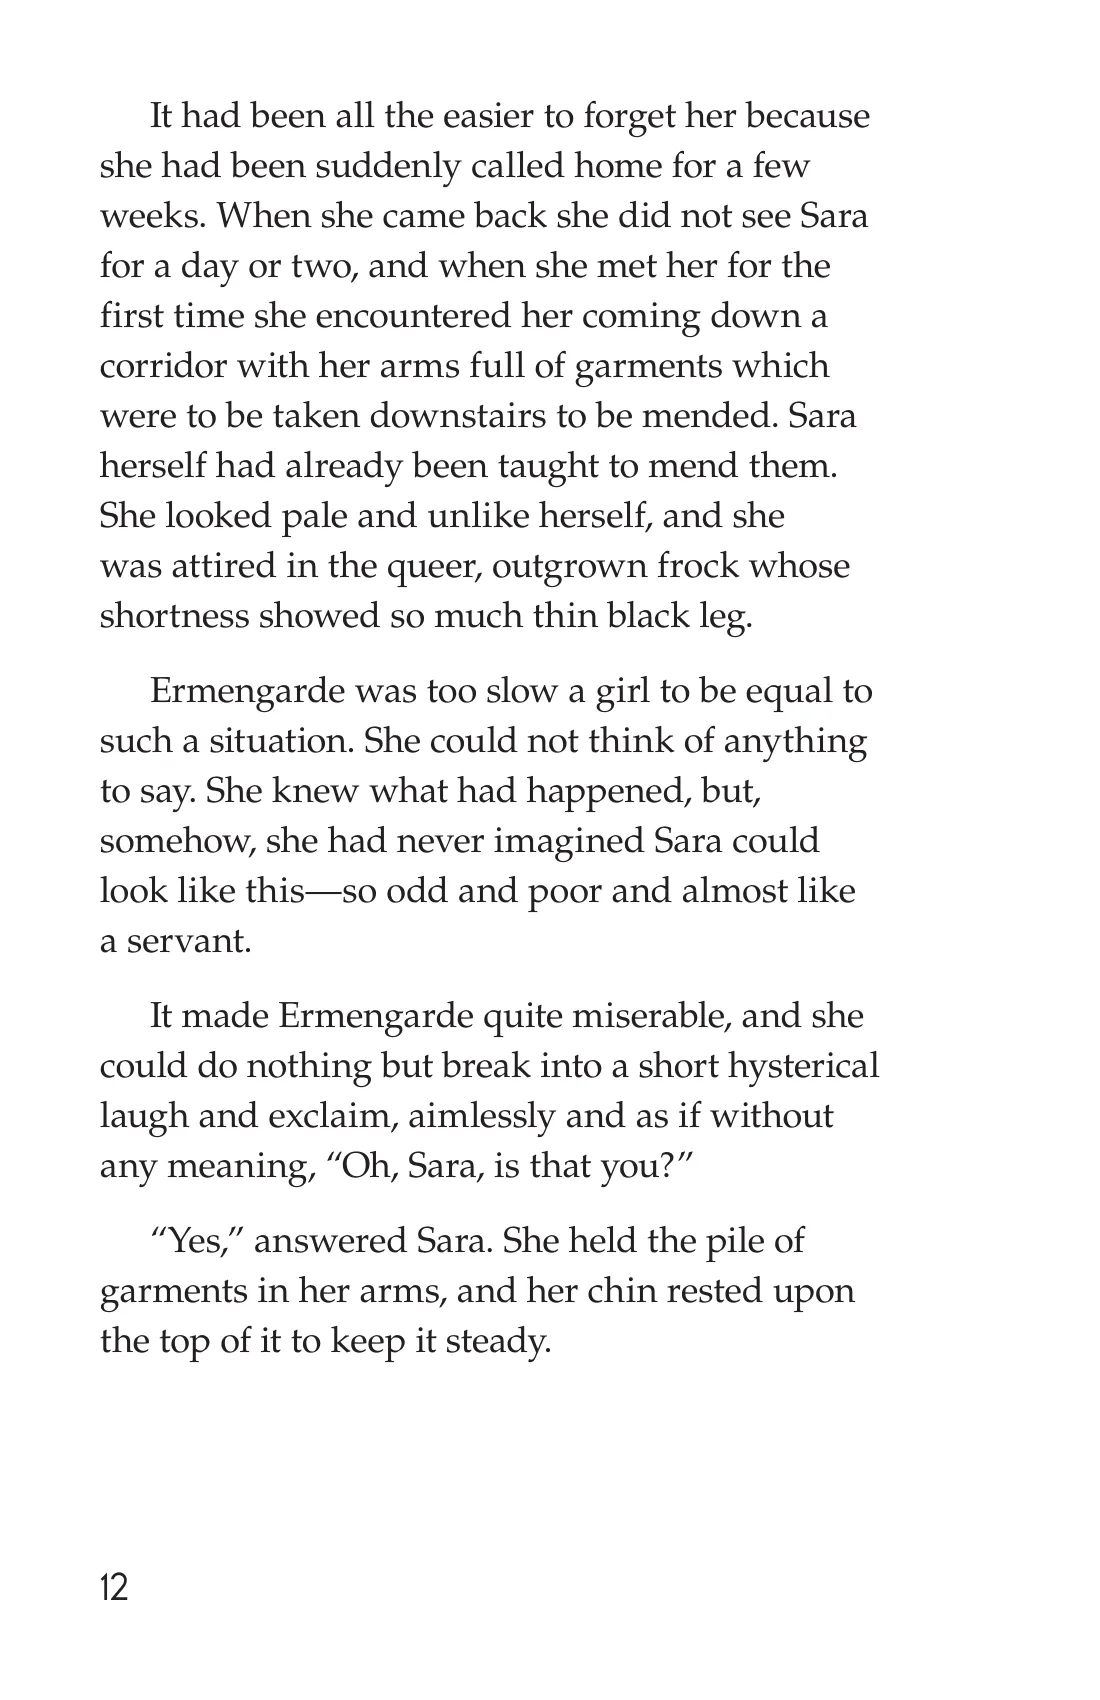 It had been all the easier to forget her because
she had been suddenly called home for a few
weeks. When she came back she did not see Sara
for a day or two, and when she met her for the
first time she encountered her coming down a
corridor with her arms full of garments which
were to be taken downstairs to be mended. Sara
herself had already been taught to mend them.
She looked pale and unlike herself, and she
was attired in the queer, outgrown frock whose
shortness showed so much thin black leg.
Ermengarde was too slow a girl to be equal to
such a situation. She could not think of anything
to say. She knew what had happened, but,
somehow, she had never imagined Sara could
look like this—so odd and poor and almost like
a servant.
It made Ermengarde quite miserable, and she
could do nothing but break into a short hysterical
laugh and exclaim, aimlessly and as if without
any meaning, “Oh, Sara, is that you?”
“Yes,” answered Sara. She held the pile of
garments in her arms, and her chin rested upon
the top of it to keep it steady.
12